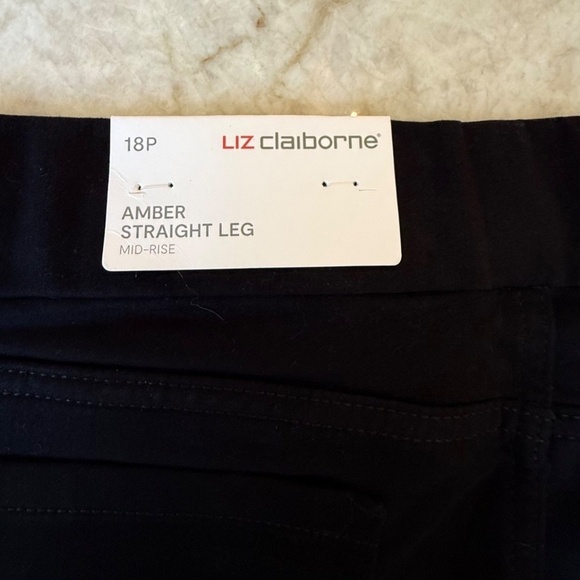 18P LIZ claiborne®
AMBER
STRAIGHT LEG
MID-RISE